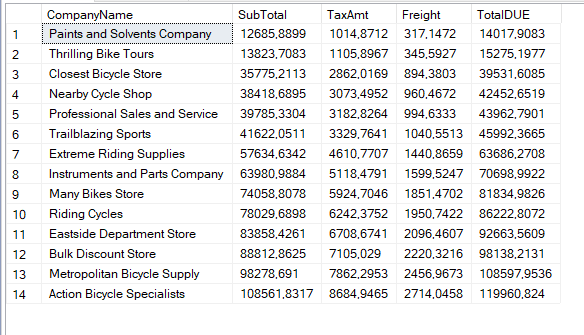 CompanyName SubTotal TaxAmt Freight TotalDUE
1 Paints and Solvents Company 12685,8899 1014,8712 317,1472 14017,9083
2 Thrilling Bike Tours 13823,7083 1105,8967 345,5927 15275,1977
3 Closest Bicycle Store 35775,2113 2862,0169 894,3803 39531,6085
4 Nearby Cycle Shop 38418,6895 3073,4952 960,4672 42452,6519
5 Professional Sales and Service 39785,3304 3182,8264 994,6333 43962,7901
6 Trailblazing Sports 41622,0511 3329,7641 1040,5513 45992,3665
7 Extreme Riding Supplies 57634,6342 4610,7707 1440,8659 63686,2708
8 Instruments and Parts Company 63980,9884 5118,4791 1599,5247 70698,9922
9 Many Bikes Store 74058,8078 5924,7046 1851,4702 81834,9826
10 Riding Cycles 78029,6898 6242,3752 1950,7422 86222,8072
11 Eastside Department Store 83858,4261 6708,6741 2096,4607 92663,5609
12 Bulk Discount Store 88812,8625 7105,029 2220,3216 98138,2131
13 Metropolitan Bicycle Supply 98278,691 7862,2953 2456,9673 108597,9536
14 Action Bicycle Specialists 108561,8317 8684,9465 2714,0458 119960,824